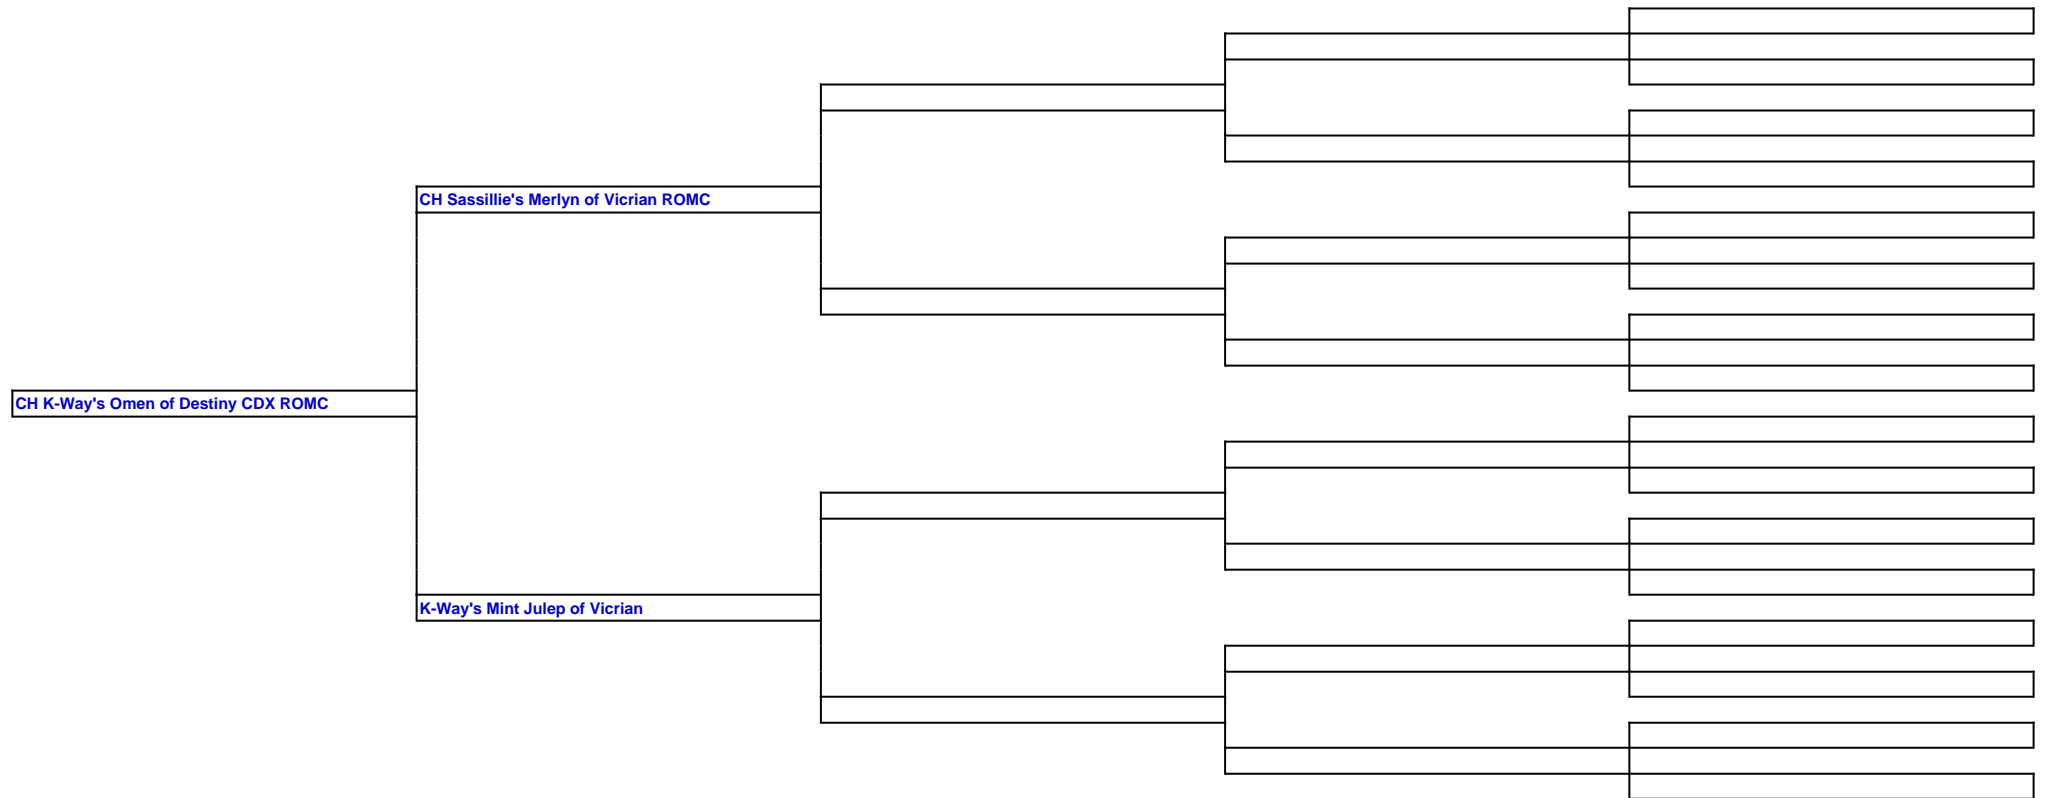 CH Sassillie's Merlyn of Vicrian ROMC
CH K-Way's Omen of Destiny CDX ROMC
K-Way's Mint Julep of Vicrian